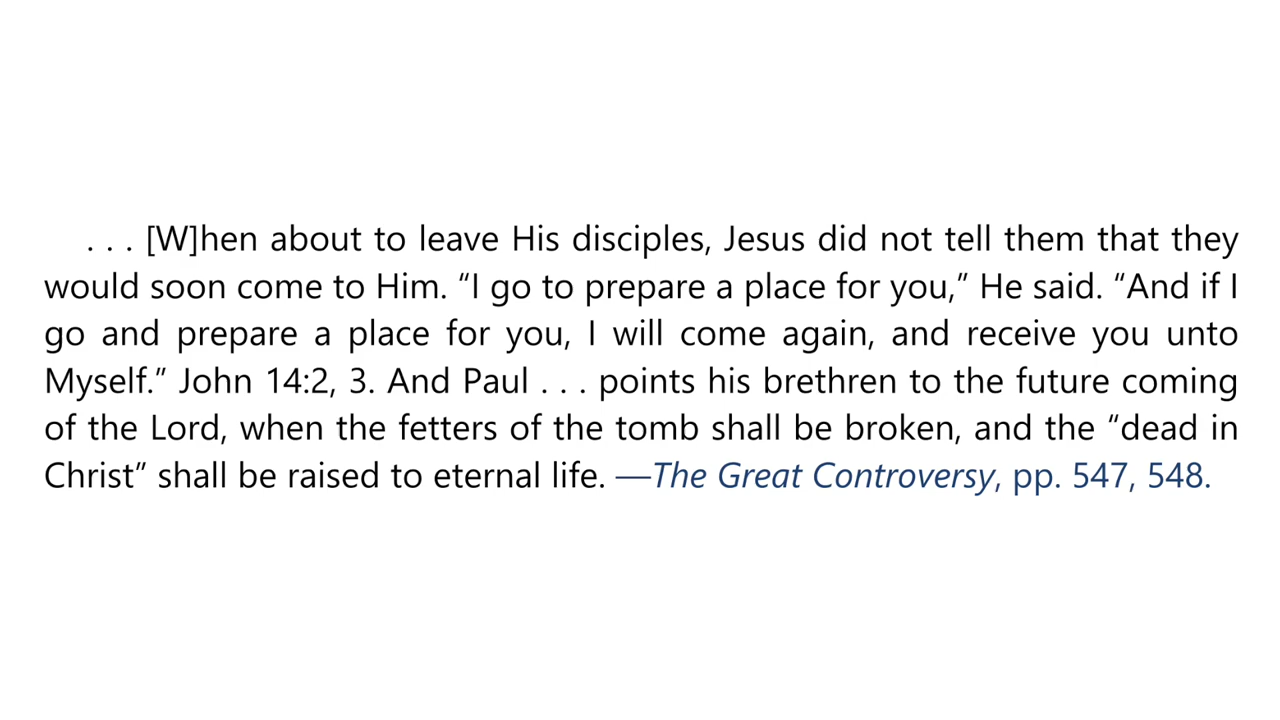 . . . [W]hen about to leave His disciples, Jesus did not tell them that they
would soon come to Him. “I go to prepare a place for you,” He said. “And if I
go and prepare a place for you, I will come again, and receive you unto
Myself.” John 14:2, 3. And Paul . . . points his brethren to the future coming
of the Lord, when the fetters of the tomb shall be broken, and the “dead in
Christ” shall be raised to eternal life. —The Great Controversy, pp. 547, 548.